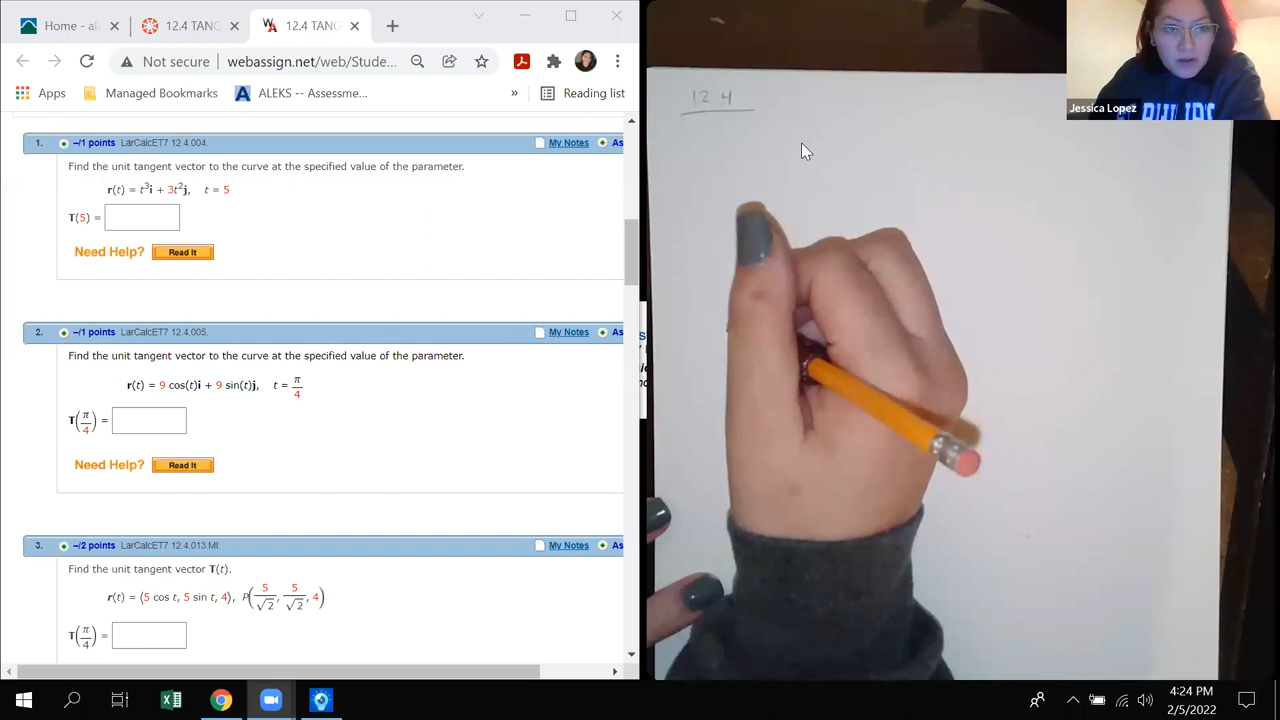 Home - al
12.4 TANG
12.4 TANG
Not secure
webassign.net/web/Stude...
Apps
Managed Bookmarks
ALEKS -- Assessme...
»
Reading list
1. –/1 points LarCalcET7 12.4.004.
My Notes
As
Find the unit tangent vector to the curve at the specified value of the parameter.
r(t) = t³i + 3t²j, t = 5
T(5) =
Need Help? Read It
2. –/1 points LarCalcET7 12.4.005.
My Notes
As
Find the unit tangent vector to the curve at the specified value of the parameter.
r(t) = 9 cos(t)i + 9 sin(t)j, t = π/4
T(π/4) =
Need Help? Read It
3. –/2 points LarCalcET7 12.4.013.MI.
My Notes
As
Find the unit tangent vector T(t).
r(t) = ⟨5 cos t, 5 sin t, 4⟩, P(5/√2, 5/√2, 4)
T(π/4) =
12.4
Jessica Lopez
4:24 PM
2/5/2022